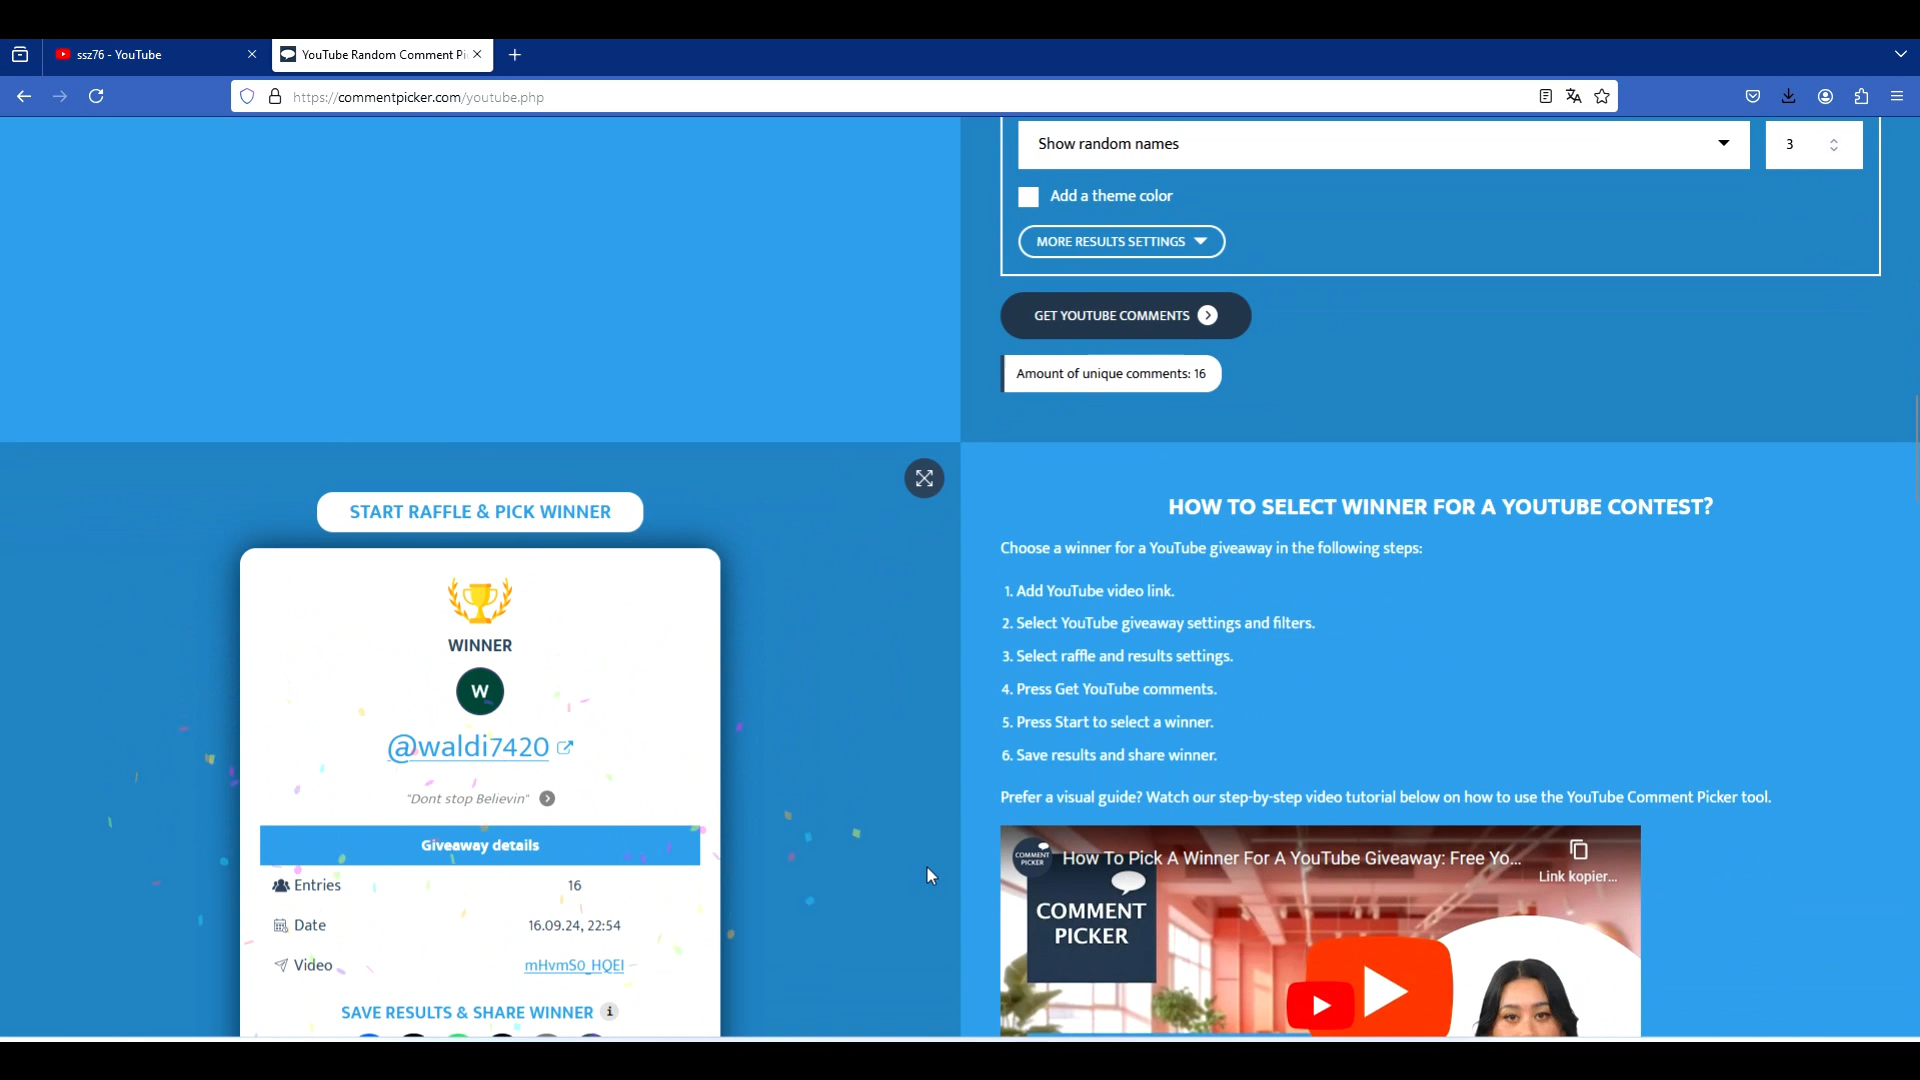 ssz76 - YouTube
YouTube Random Comment Pi
https://commentpicker.com/youtube.php
Show random names
3
Add a theme color
MORE RESULTS SETTINGS
GET YOUTUBE COMMENTS
Amount of unique comments: 16
START RAFFLE & PICK WINNER
WINNER
W
@waldi7420
"Dont stop Believin"
Giveaway details
Entries 16
Date 16.09.24, 22:54
Video mHvmS0_HQEI
SAVE RESULTS & SHARE WINNER
HOW TO SELECT WINNER FOR A YOUTUBE CONTEST?
Choose a winner for a YouTube giveaway in the following steps:
1. Add YouTube video link.
2. Select YouTube giveaway settings and filters.
3. Select raffle and results settings.
4. Press Get YouTube comments.
5. Press Start to select a winner.
6. Save results and share winner.
Prefer a visual guide? Watch our step-by-step video tutorial below on how to use the YouTube Comment Picker tool.
COMMENT
PICKER
How To Pick A Winner For A YouTube Giveaway: Free Yo...
Link kopier...
COMMENT
PICKER